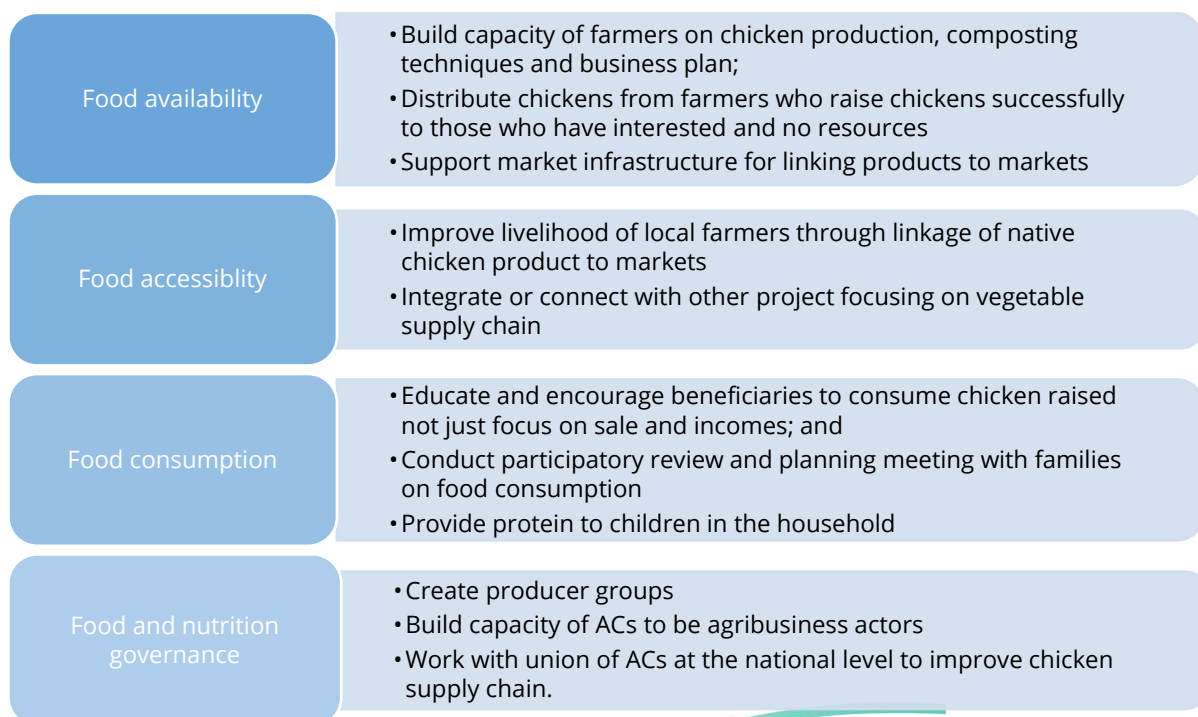 Food availability
•Build capacity of farmers on chicken production, composting
techniques and business plan;
•Distribute chickens from farmers who raise chickens successfully
to those who have interested and no resources
•Support market infrastructure for linking products to markets
Food accessiblity
•Improve livelihood of local farmers through linkage of native
chicken product to markets
•Integrate or connect with other project focusing on vegetable
supply chain
Food consumption
•Educate and encourage beneficiaries to consume chicken raised
not just focus on sale and incomes; and
•Conduct participatory review and planning meeting with families
on food consumption
•Provide protein to children in the household
Food and nutrition
governance
•Create producer groups
•Build capacity of ACs to be agribusiness actors
•Work with union of ACs at the national level to improve chicken
supply chain.